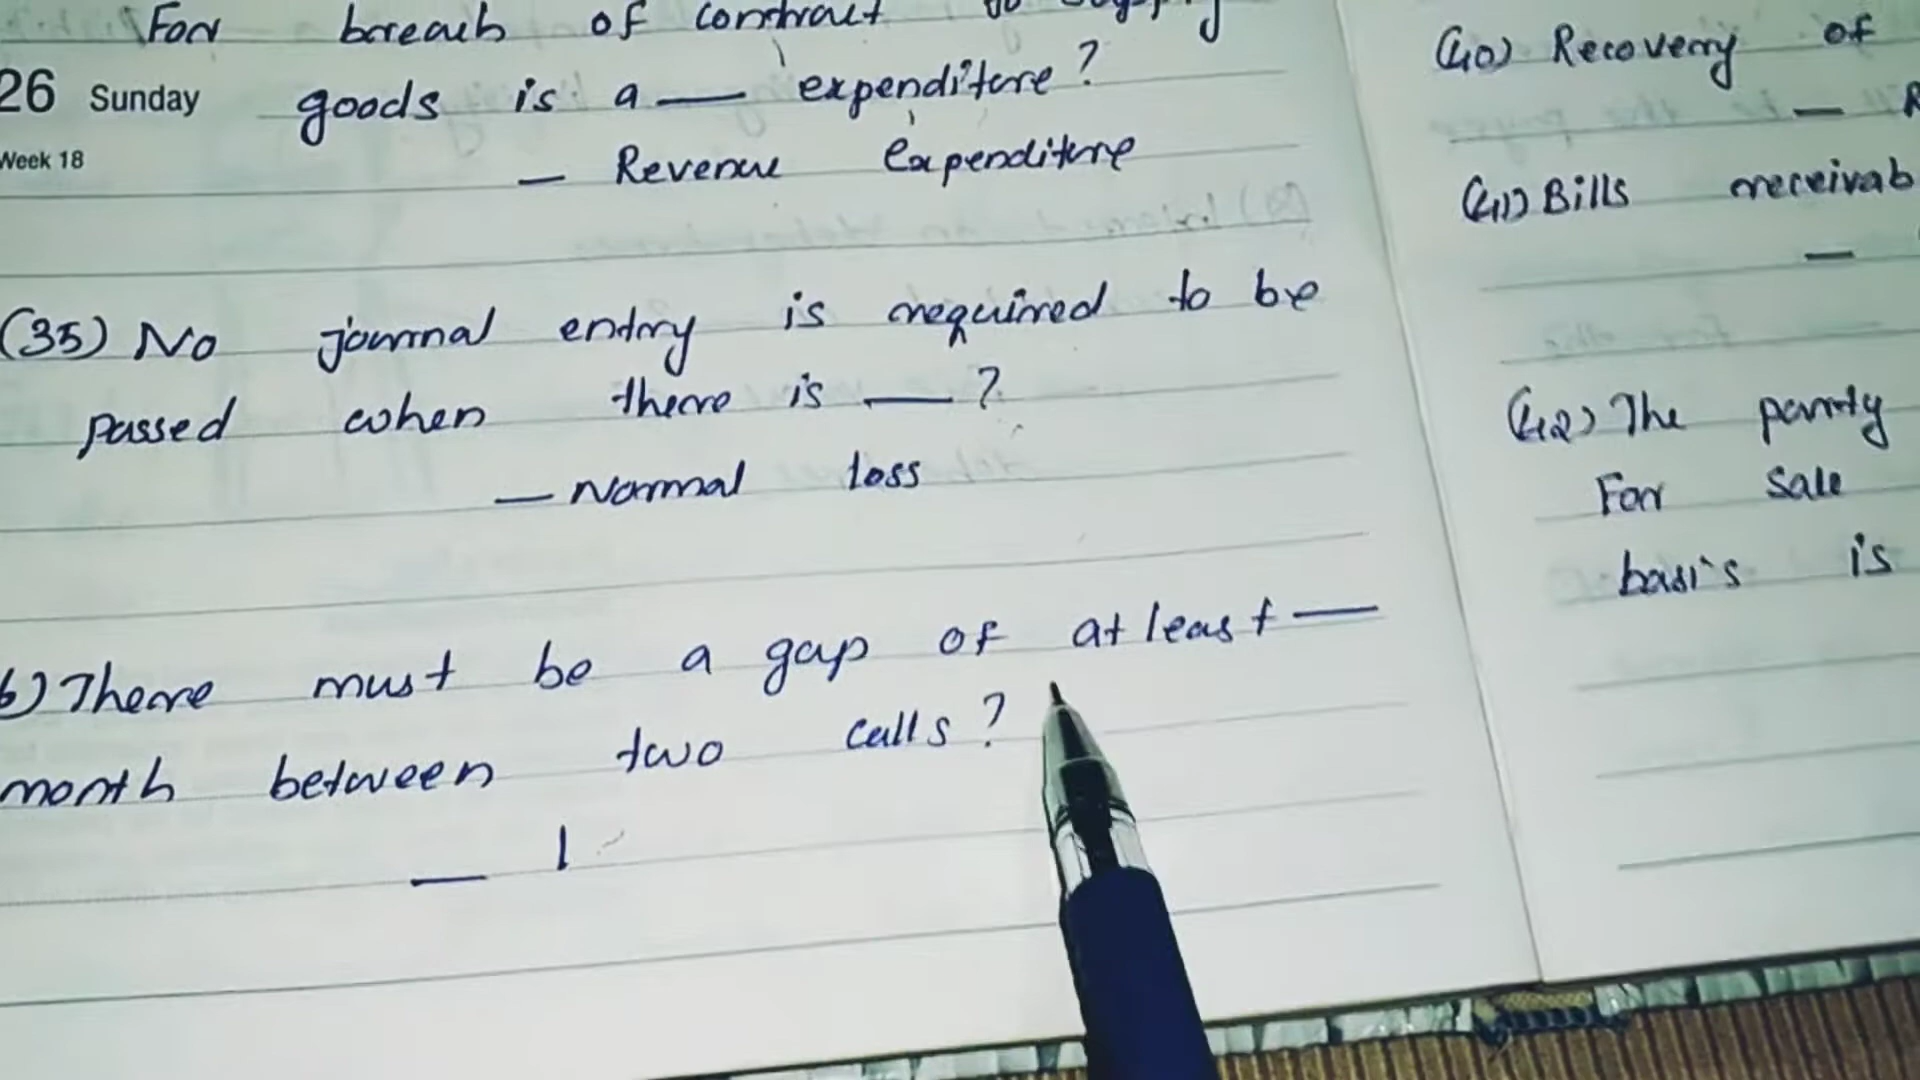 For breach of contract to
26 Sunday goods is a — expenditure?
Week 18
— Revenue expenditure
(35) No journal entry is required to be
passed when there is — ?
— Normal loss
6) There must be a gap of atleast —
month between two calls?
— 1
(40) Recovery of
—
(41) Bills receivab
—
(42) The party
For sale
basis is